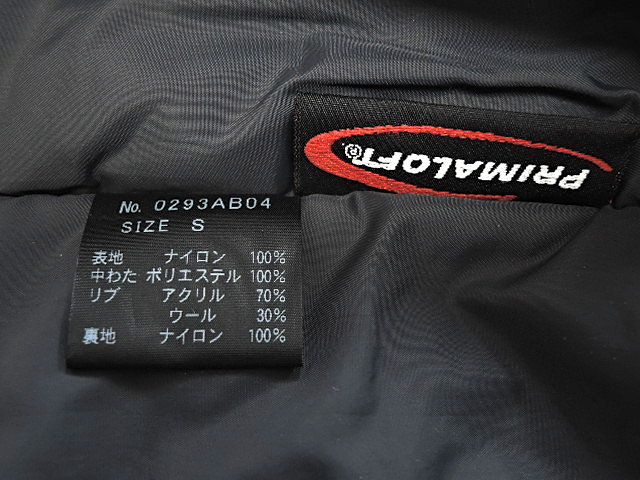 PRIMALOFT®
No. 0293AB04
SIZE S
表地 ナイロン 100%
中わた ポリエステル 100%
リブ アクリル 70%
ウール 30%
裏地 ナイロン 100%